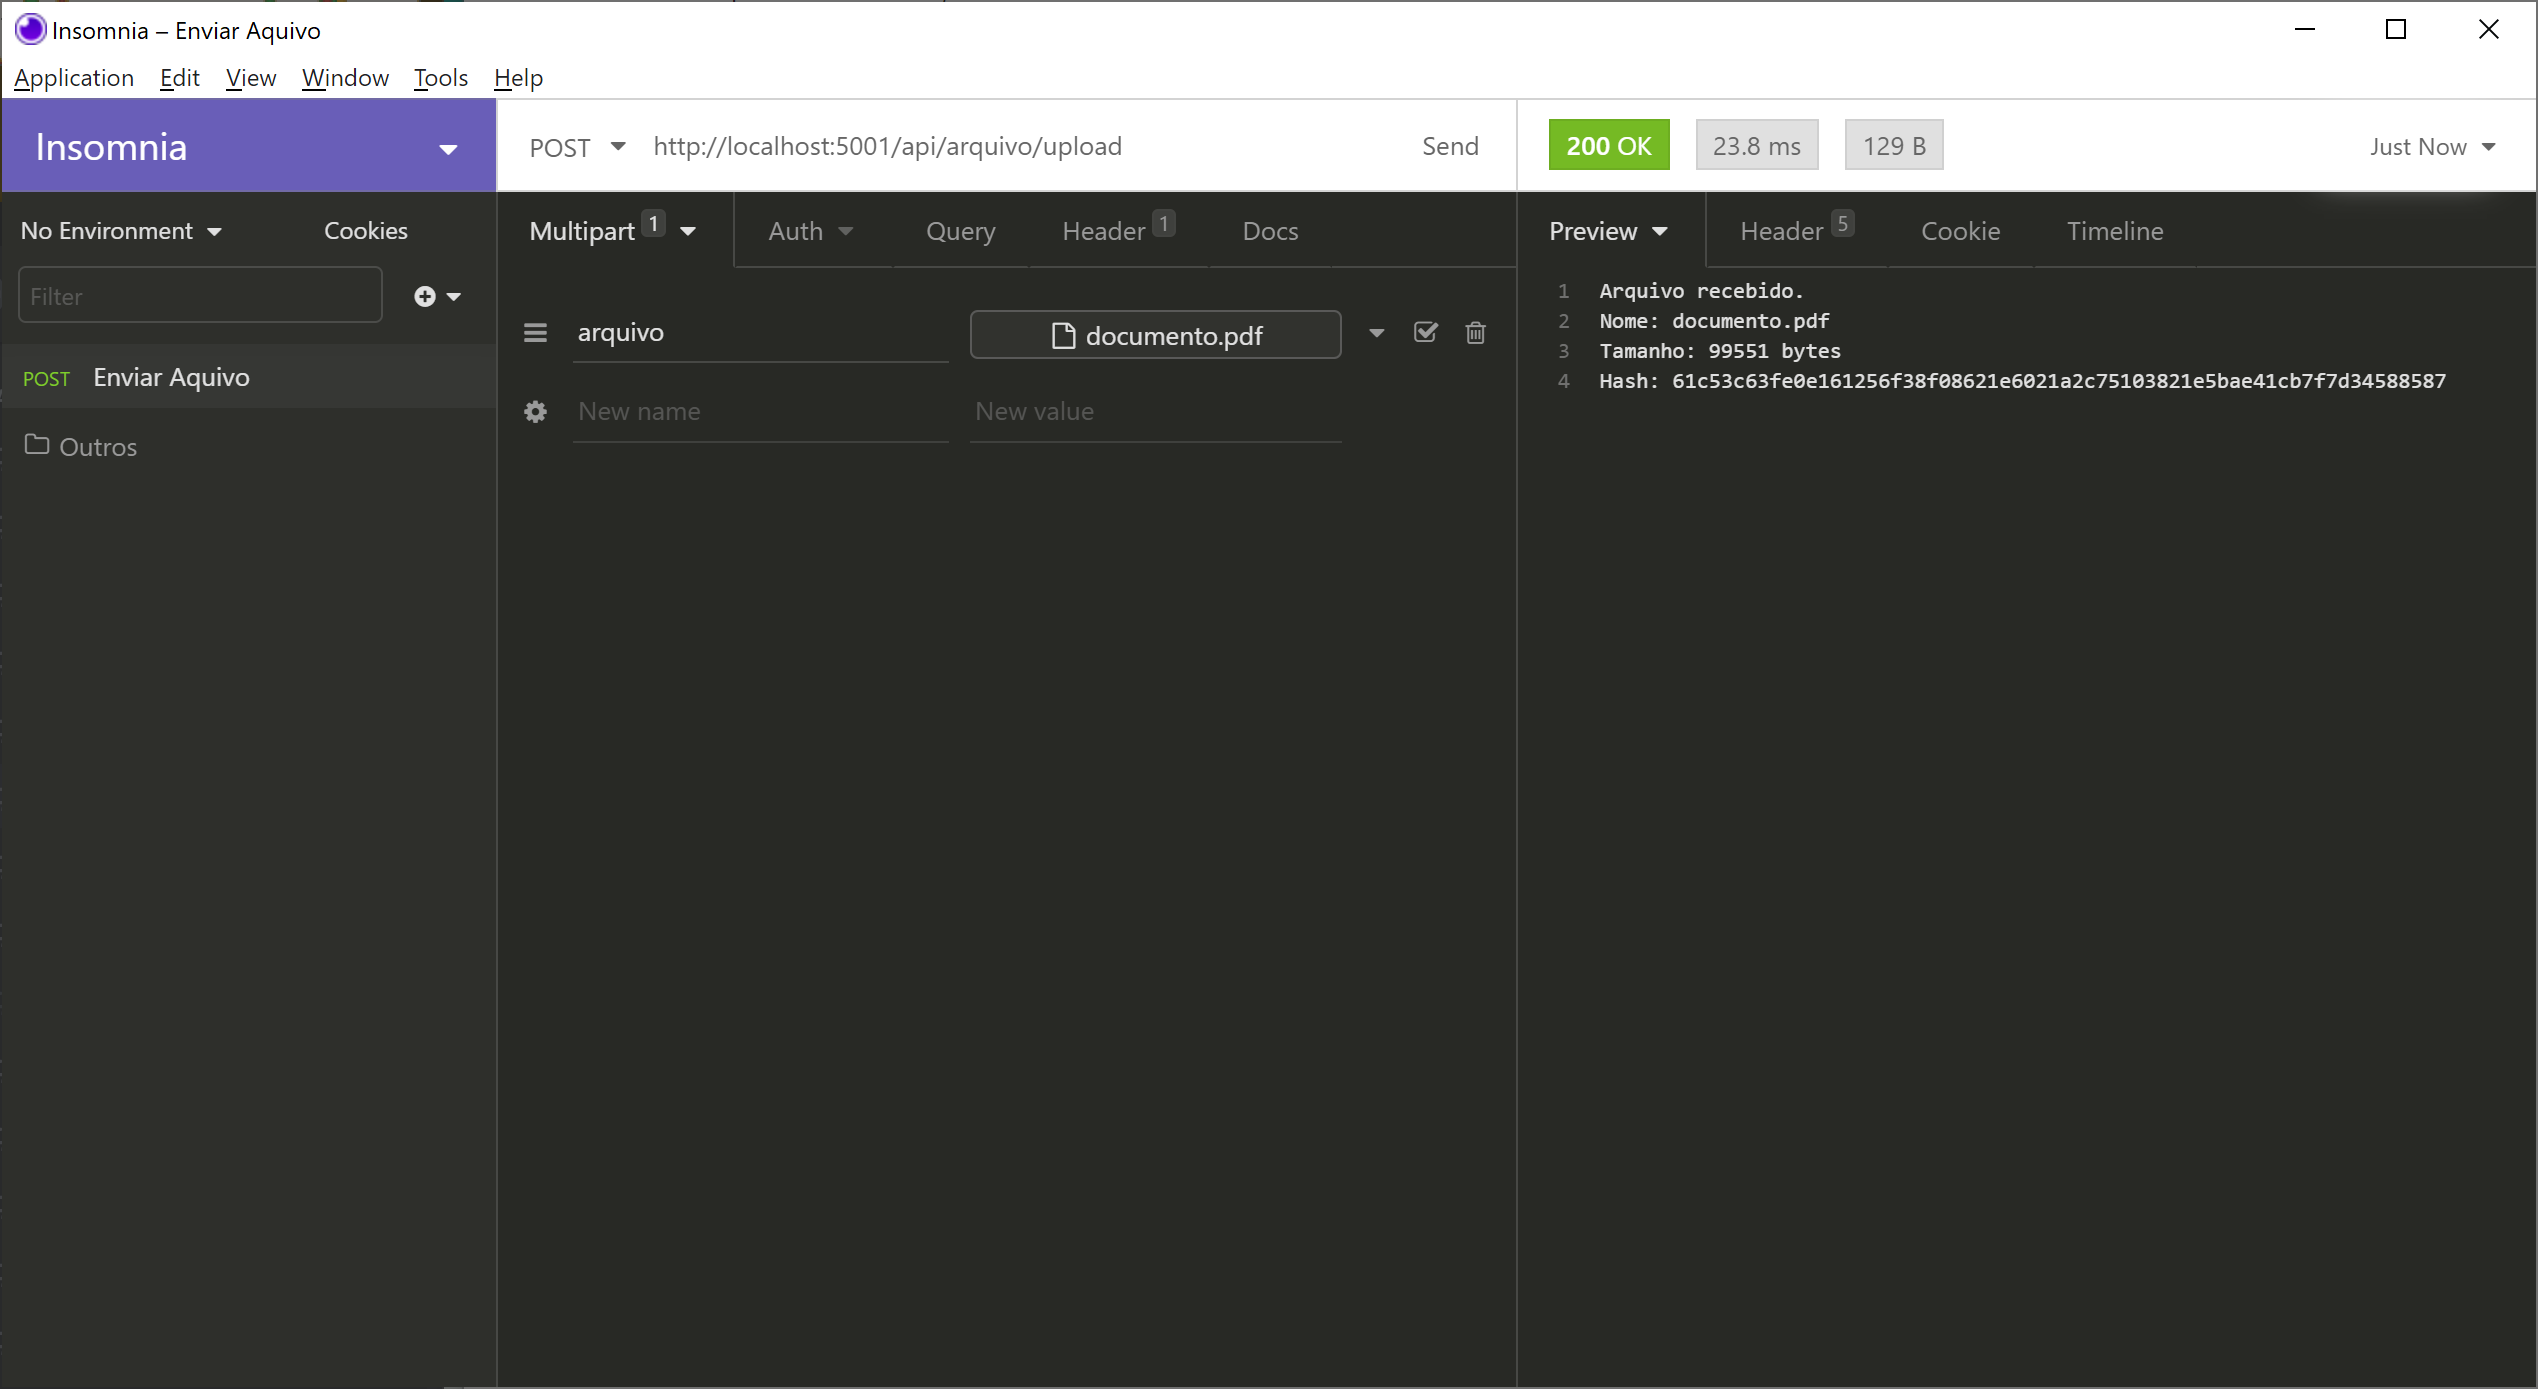 Insomnia – Enviar Aquivo
Application Edit View Window Tools Help
Insomnia
POST http://localhost:5001/api/arquivo/upload Send
200 OK 23.8 ms 129 B Just Now
No Environment Cookies
Multipart 1 Auth Query Header 1 Docs
Preview Header 5 Cookie Timeline
Filter
POST Enviar Aquivo
Outros
arquivo documento.pdf
New name New value
1 Arquivo recebido.
2 Nome: documento.pdf
3 Tamanho: 99551 bytes
4 Hash: 61c53c63fe0e161256f38f08621e6021a2c75103821e5bae41cb7f7d34588587